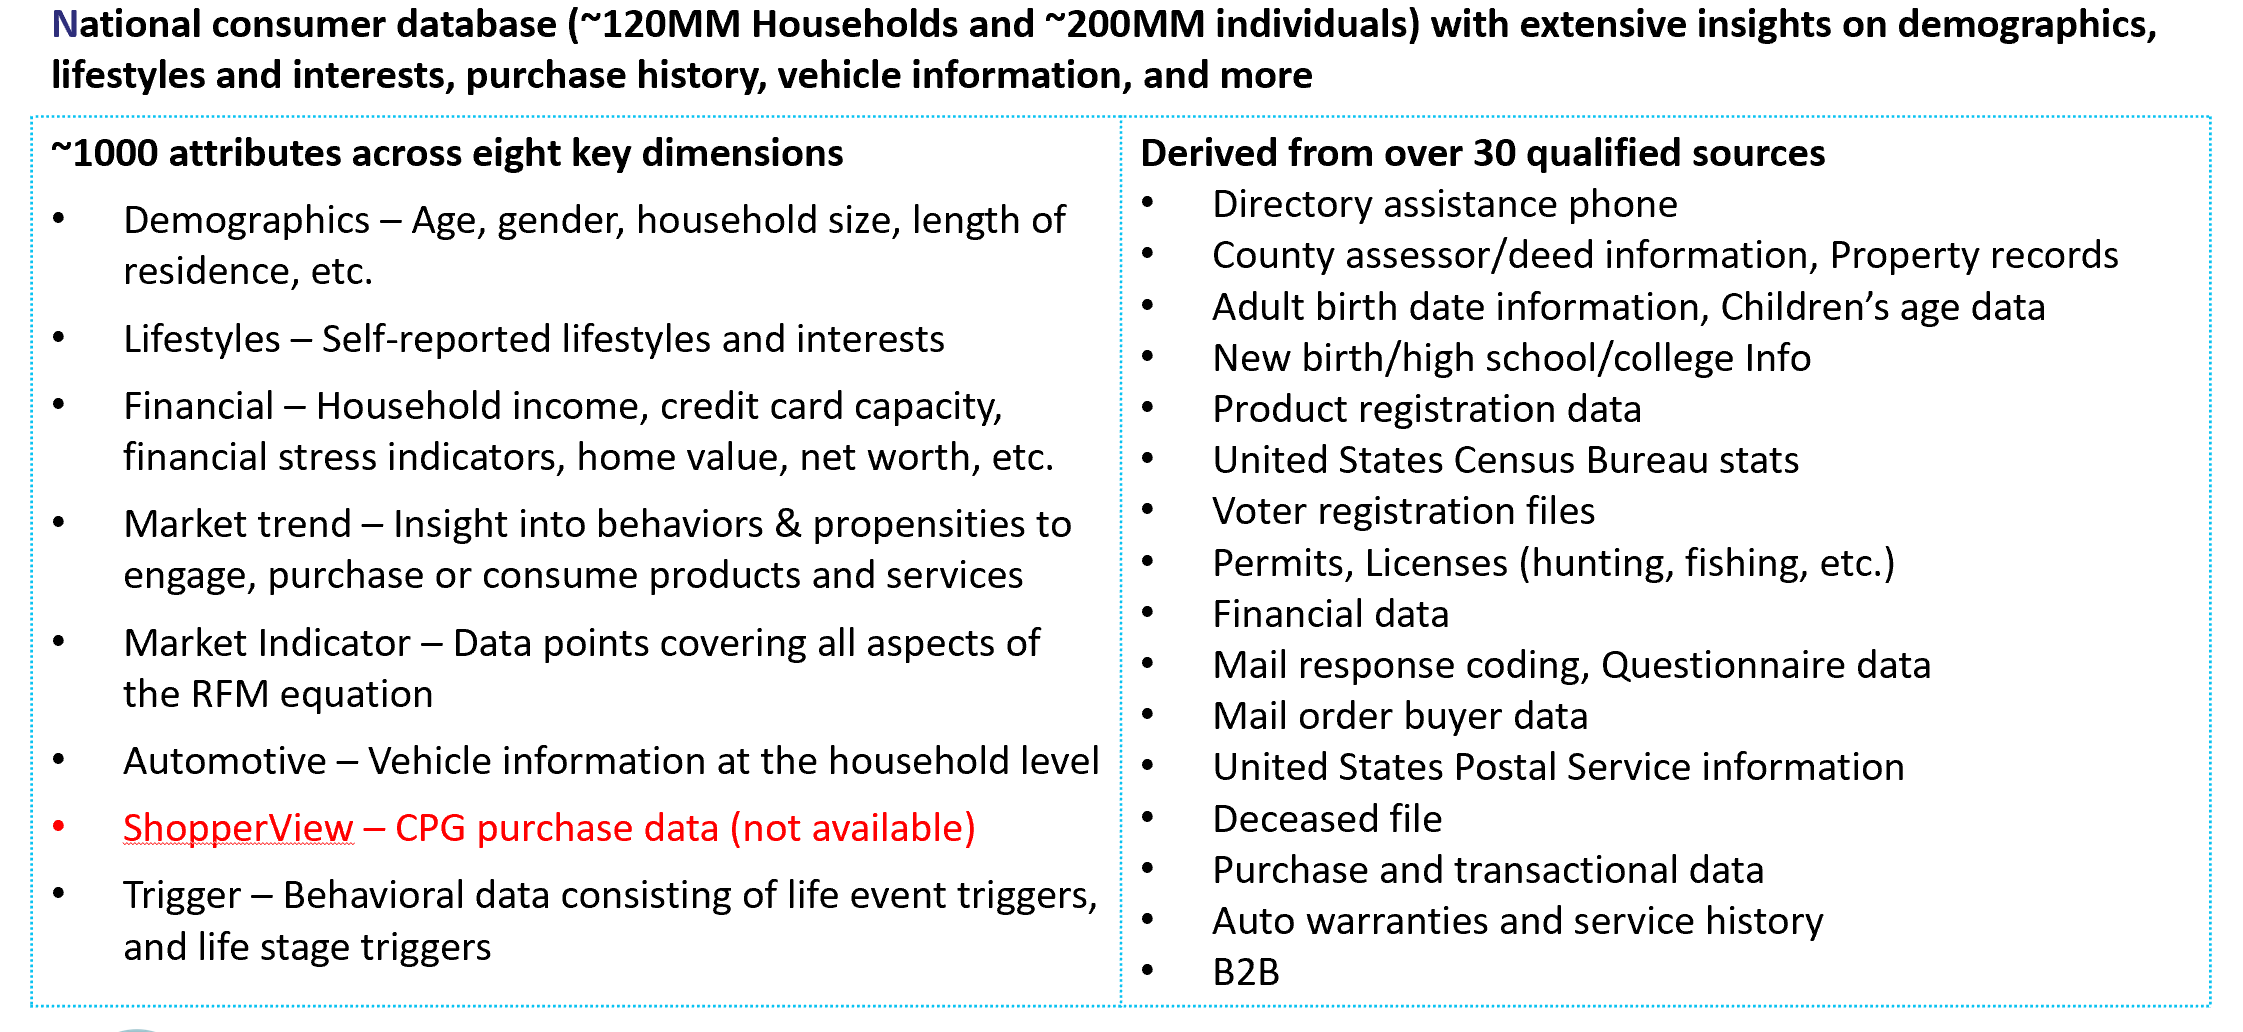 National consumer database (~120MM Households and ~200MM individuals) with extensive insights on demographics,
lifestyles and interests, purchase history, vehicle information, and more
~1000 attributes across eight key dimensions
• Demographics – Age, gender, household size, length of
residence, etc.
• Lifestyles – Self-reported lifestyles and interests
• Financial – Household income, credit card capacity,
financial stress indicators, home value, net worth, etc.
• Market trend – Insight into behaviors & propensities to
engage, purchase or consume products and services
• Market Indicator – Data points covering all aspects of
the RFM equation
• Automotive – Vehicle information at the household level
• ShopperView – CPG purchase data (not available)
• Trigger – Behavioral data consisting of life event triggers,
and life stage triggers
Derived from over 30 qualified sources
• Directory assistance phone
• County assessor/deed information, Property records
• Adult birth date information, Children’s age data
• New birth/high school/college Info
• Product registration data
• United States Census Bureau stats
• Voter registration files
• Permits, Licenses (hunting, fishing, etc.)
• Financial data
• Mail response coding, Questionnaire data
• Mail order buyer data
• United States Postal Service information
• Deceased file
• Purchase and transactional data
• Auto warranties and service history
• B2B